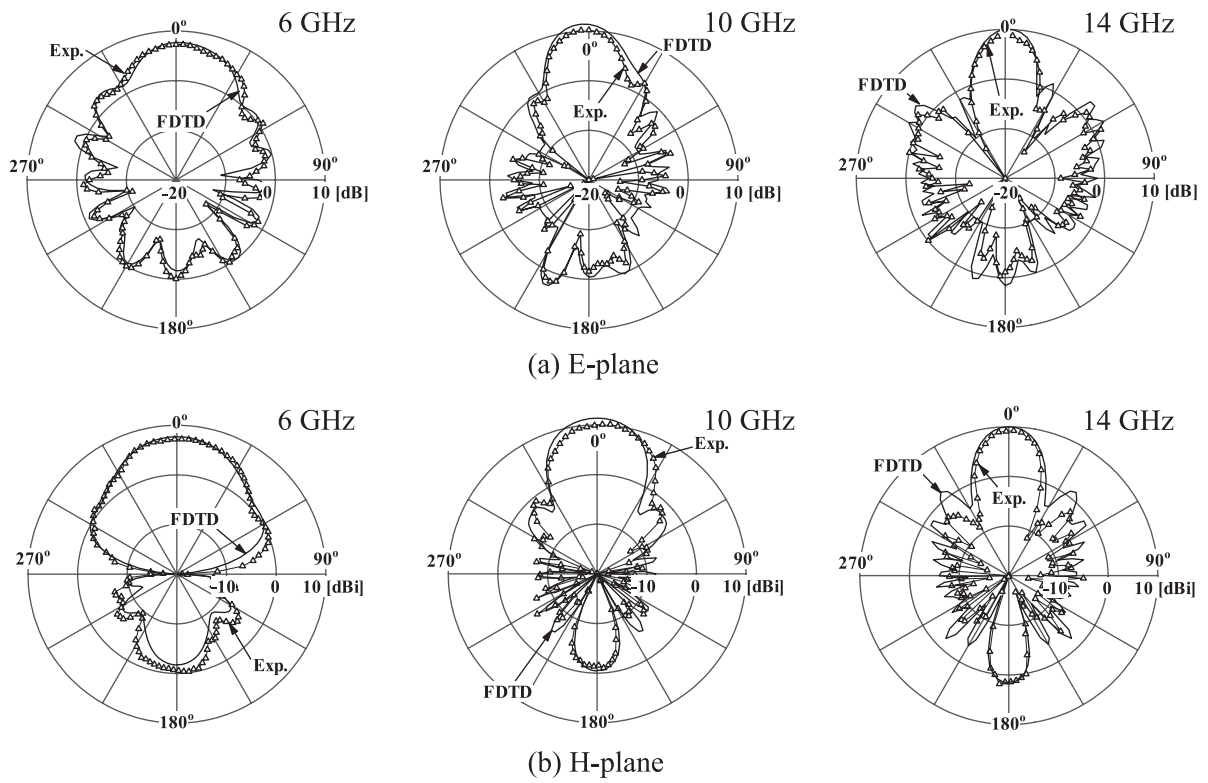 6 GHz
0°
Exp.
FDTD
270°
90°
-20
0
10 [dB]
180°
10 GHz
0°
FDTD
Exp.
270°
90°
-20
0
10 [dB]
180°
14 GHz
0°
FDTD
Exp.
270°
90°
-20
0
10 [dB]
180°
(a) E-plane
6 GHz
0°
FDTD
270°
90°
-10
0
10 [dBi]
Exp.
180°
10 GHz
0°
Exp.
270°
90°
-10
0
10 [dBi]
FDTD
180°
14 GHz
0°
FDTD
Exp.
270°
90°
-10
0
10 [dBi]
180°
(b) H-plane